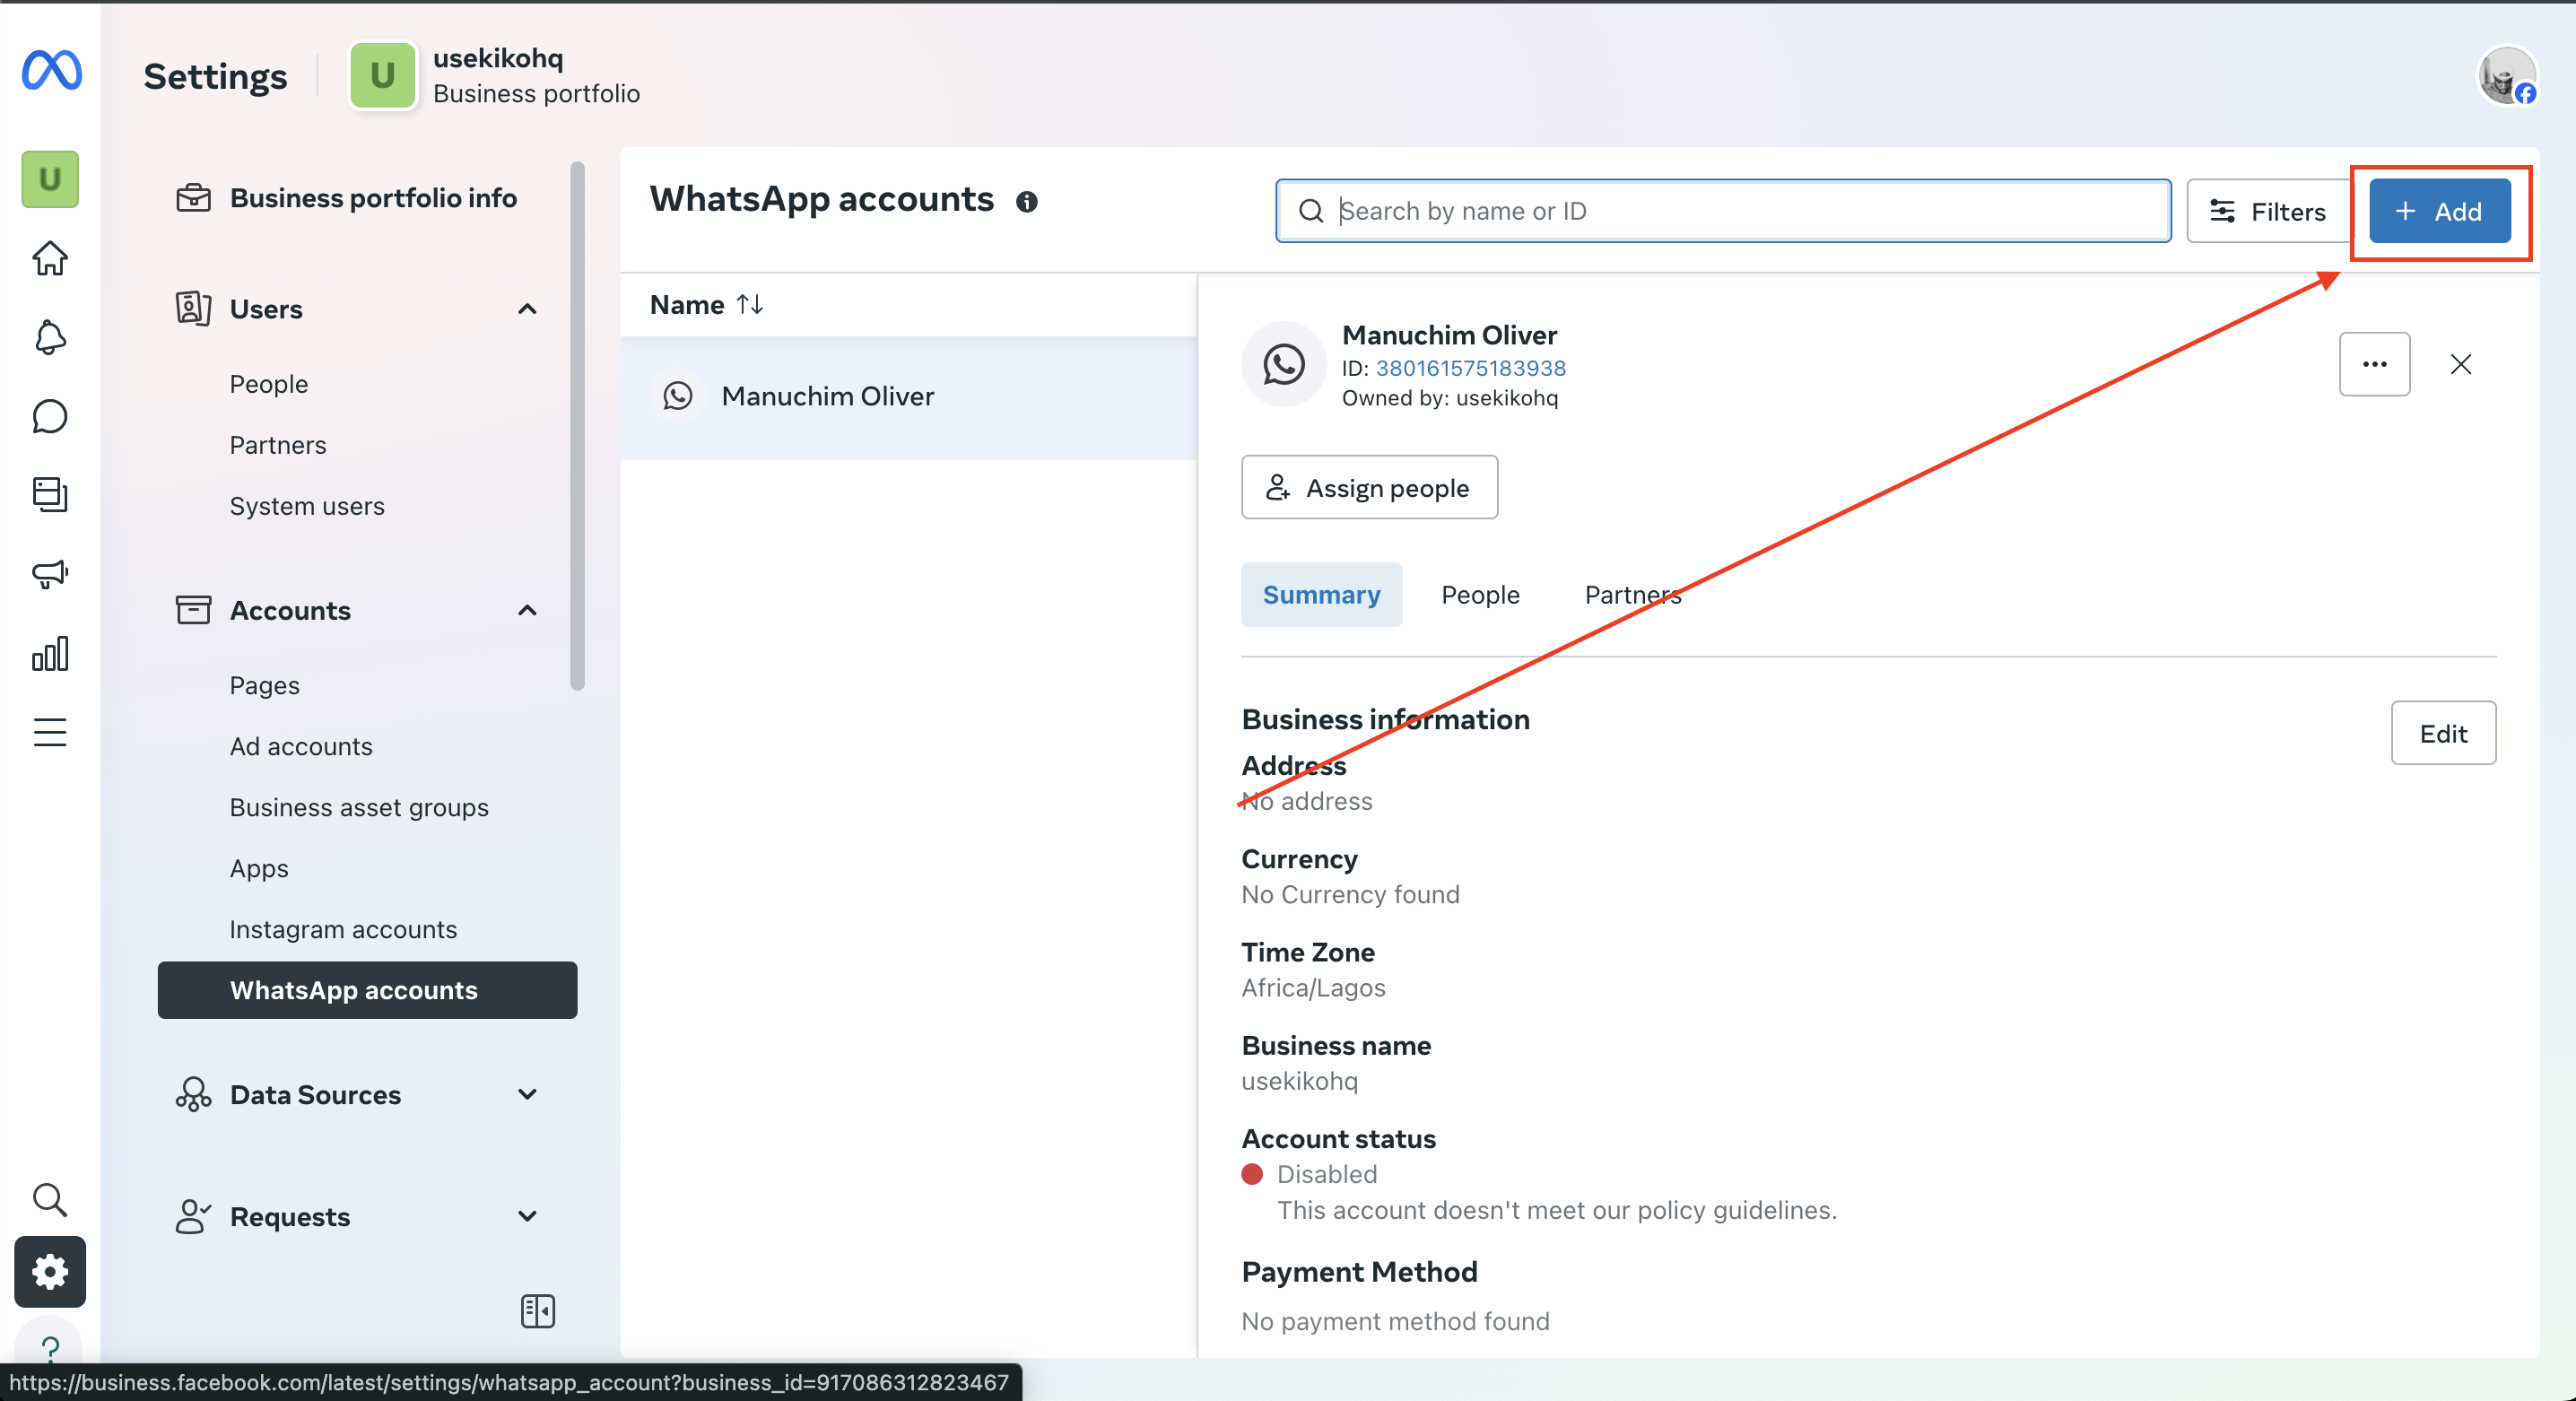 Settings
U
usekikohq
Business portfolio
U
Business portfolio info
Users
People
Partners
System users
Accounts
Pages
Ad accounts
Business asset groups
Apps
Instagram accounts
WhatsApp accounts
Data Sources
Requests
WhatsApp accounts
Search by name or ID
Filters
+ Add
Name
Manuchim Oliver
Manuchim Oliver
ID: 380161575183938
Owned by: usekikohq
Assign people
Summary
People
Partners
Business information
Edit
Address
No address
Currency
No Currency found
Time Zone
Africa/Lagos
Business name
usekikohq
Account status
Disabled
This account doesn't meet our policy guidelines.
Payment Method
No payment method found
?
https://business.facebook.com/latest/settings/whatsapp_account?business_id=917086312823467